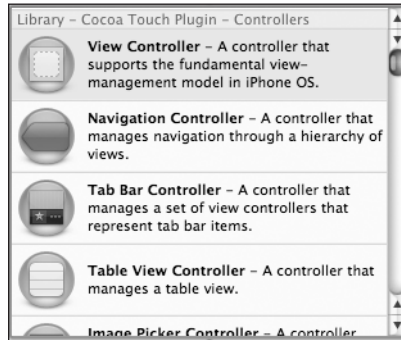 Library – Cocoa Touch Plugin – Controllers
View Controller – A controller that
supports the fundamental view-
management model in iPhone OS.
Navigation Controller – A controller that
manages navigation through a hierarchy of
views.
Tab Bar Controller – A controller that
manages a set of view controllers that
represent tab bar items.
Table View Controller – A controller that
manages a table view.
Image Picker Controller – A controller